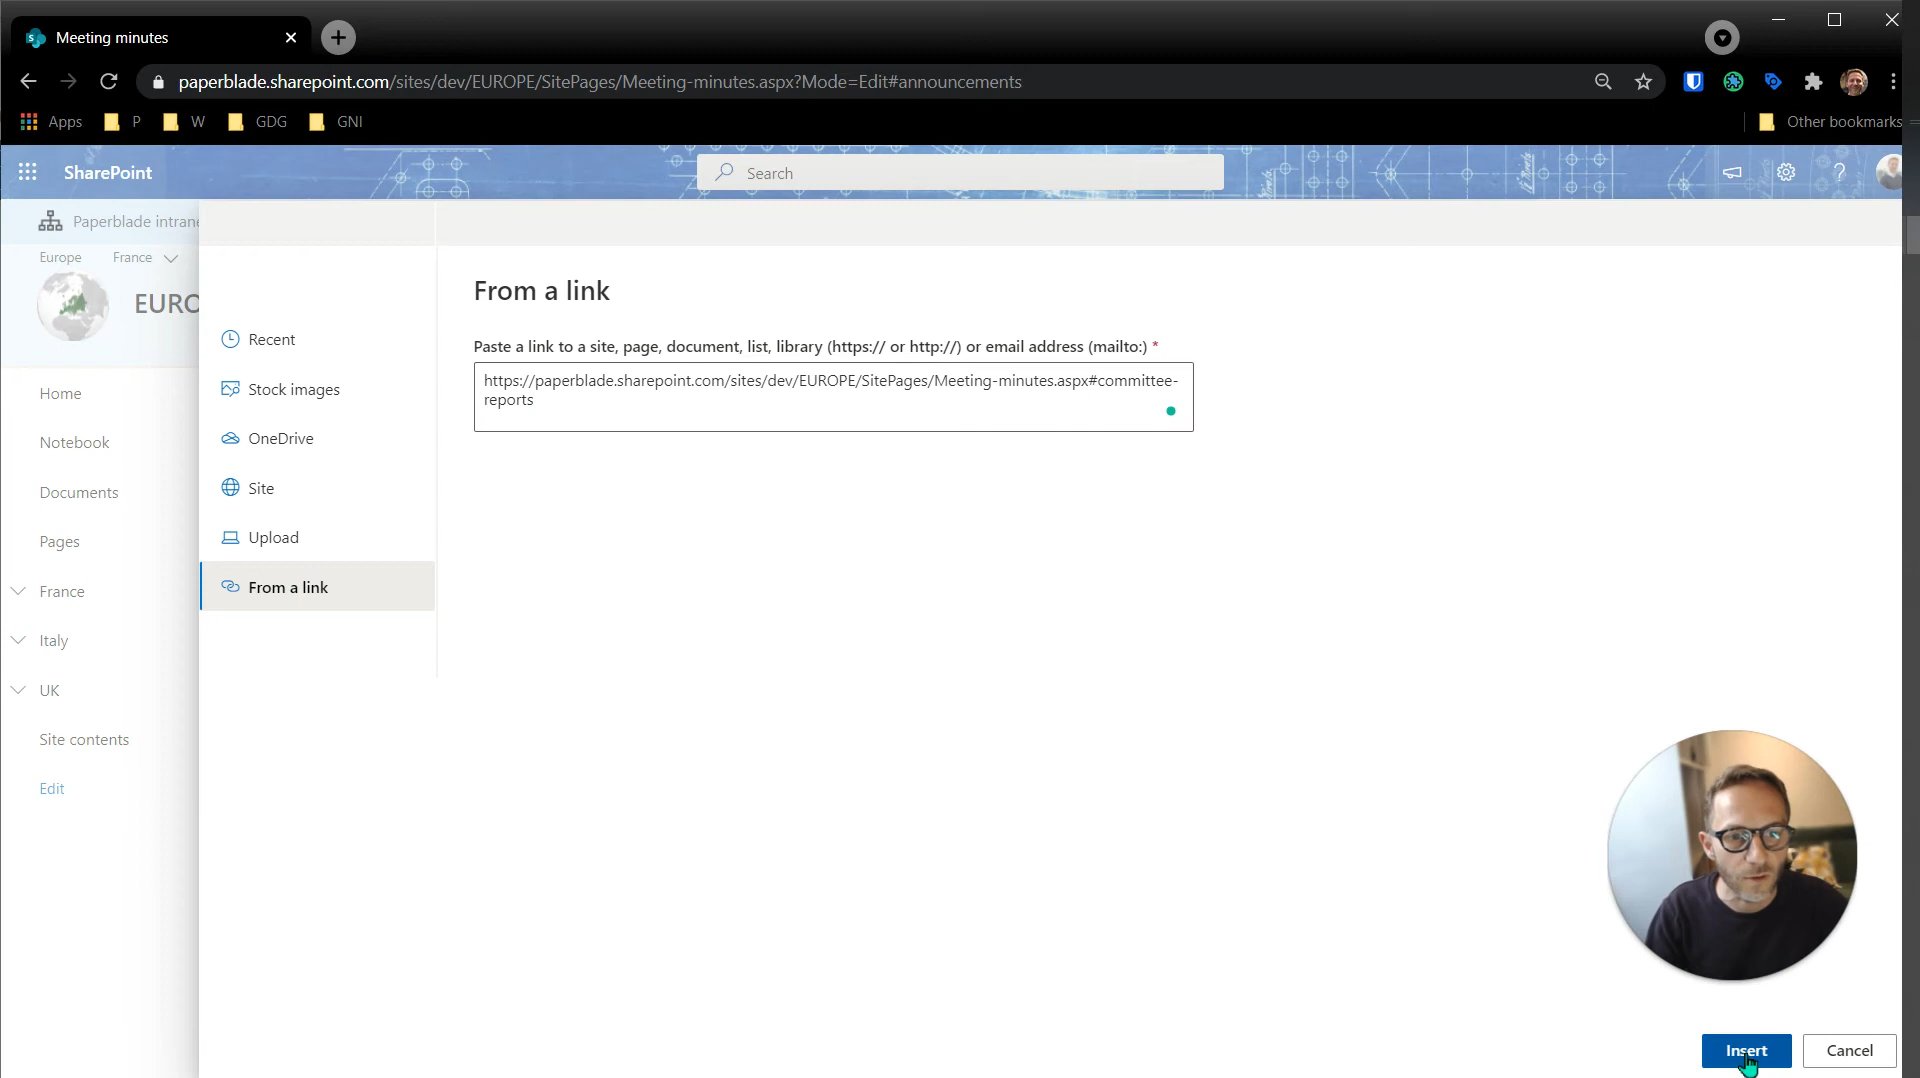 Meeting minutes
paperblade.sharepoint.com/sites/dev/EUROPE/SitePages/Meeting-minutes.aspx?Mode=Edit#announcements
Apps P W GDG GNI Other bookmarks
SharePoint Search
Paperblade intrane
Europe France
EURO
Home
Notebook
Documents
Pages
France
Italy
UK
Site contents
Edit
Recent
Stock images
OneDrive
Site
Upload
From a link
From a link
Paste a link to a site, page, document, list, library (https:// or http://) or email address (mailto:) *
https://paperblade.sharepoint.com/sites/dev/EUROPE/SitePages/Meeting-minutes.aspx#committee-
reports
Insert Cancel